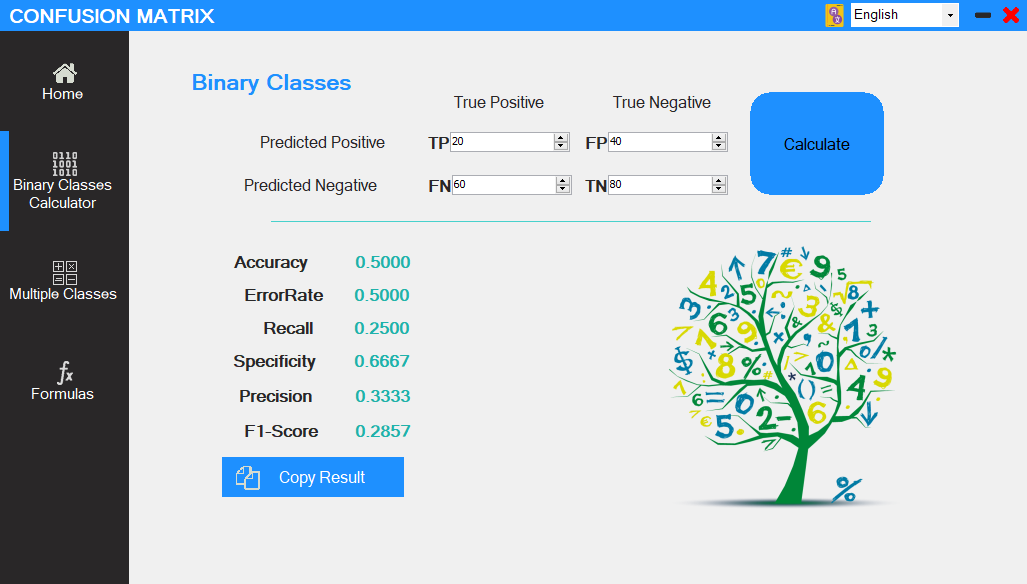 CONFUSION MATRIX
English
Home
0110
1001
1010
Binary Classes
Calculator
Multiple Classes
fx
Formulas
Binary Classes
True Positive True Negative
Predicted Positive TP 20 FP 40
Predicted Negative FN 60 TN 80
Calculate
Accuracy 0.5000
ErrorRate 0.5000
Recall 0.2500
Specificity 0.6667
Precision 0.3333
F1-Score 0.2857
Copy Result